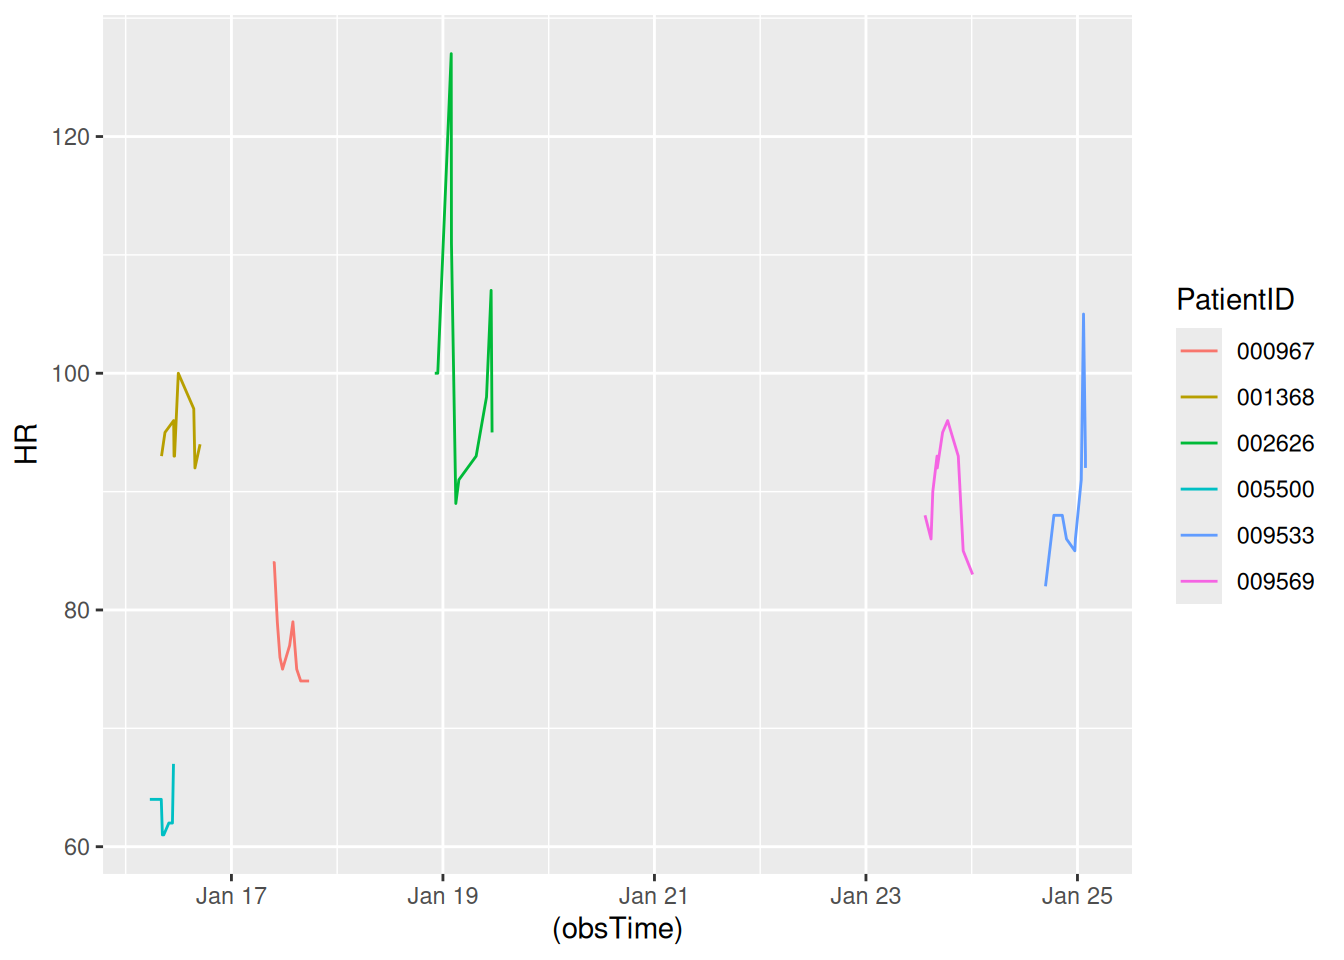 120
100
80
60
HR
Jan 17
Jan 19
Jan 21
Jan 23
Jan 25
(obsTime)
PatientID
000967
001368
002626
005500
009533
009569